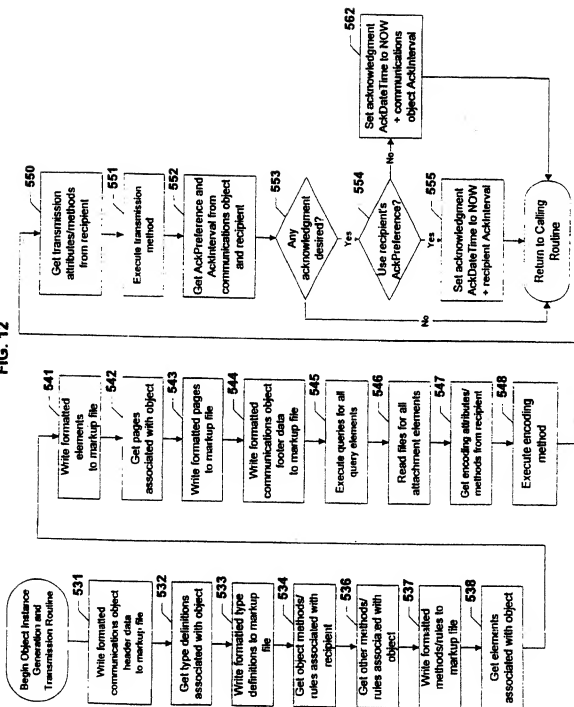 FIG. 12
Begin Object Instance
Generation and
Transmission Routine
531
Write formatted
communications object
header data
to markup file
532
Get type definitions
associated with object
533
Write formatted type
definitions to markup
file
534
Get object methods/
rules associated with
recipient
536
Get other methods/
rules associated with
object
537
Write formatted
methods/rules to
markup file
538
Get elements
associated with object
541
Write formatted
elements
to markup file
542
Get pages
associated with object
543
Write formatted pages
to markup file
544
Write formatted
communications object
footer data
to markup file
545
Execute queries for all
query elements
546
Read files for all
attachment elements
547
Get encoding attributes/
methods from recipient
548
Execute encoding
method
550
Get transmission
attributes/methods
from recipient
551
Execute transmission
method
552
Get AckPreference and
AckInterval from
communications object
and recipient
553
Any
acknowledgment
desired?
Yes
No
554
Use recipient's
AckPreference?
No
Yes
555
Set acknowledgment
AckDateTime to NOW
+ recipient AckInterval
562
Set acknowledgment
AckDateTime to NOW
+ communications
object AckInterval
Return to Calling
Routine